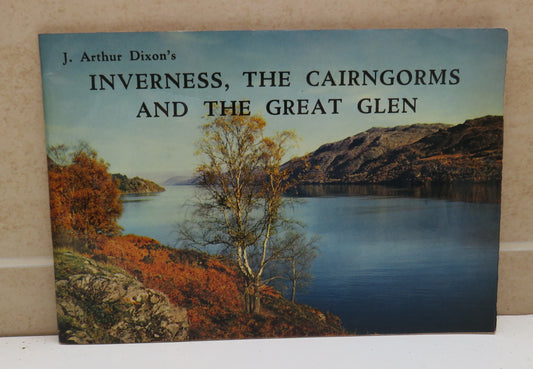 J. Arthur Dixon's
INVERNESS, THE CAIRNGORMS
AND THE GREAT GLEN